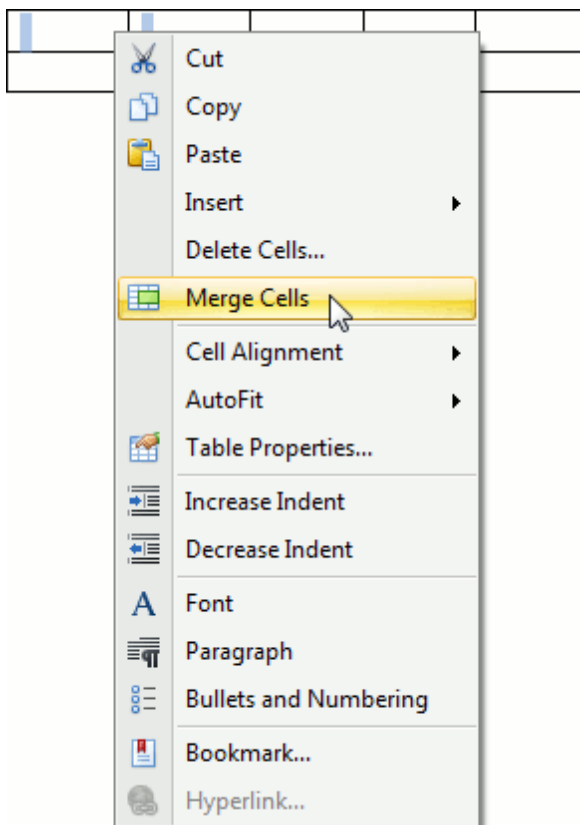 Cut
Copy
Paste
Insert
Delete Cells...
Merge Cells
Cell Alignment
AutoFit
Table Properties...
Increase Indent
Decrease Indent
Font
Paragraph
Bullets and Numbering
Bookmark...
Hyperlink...